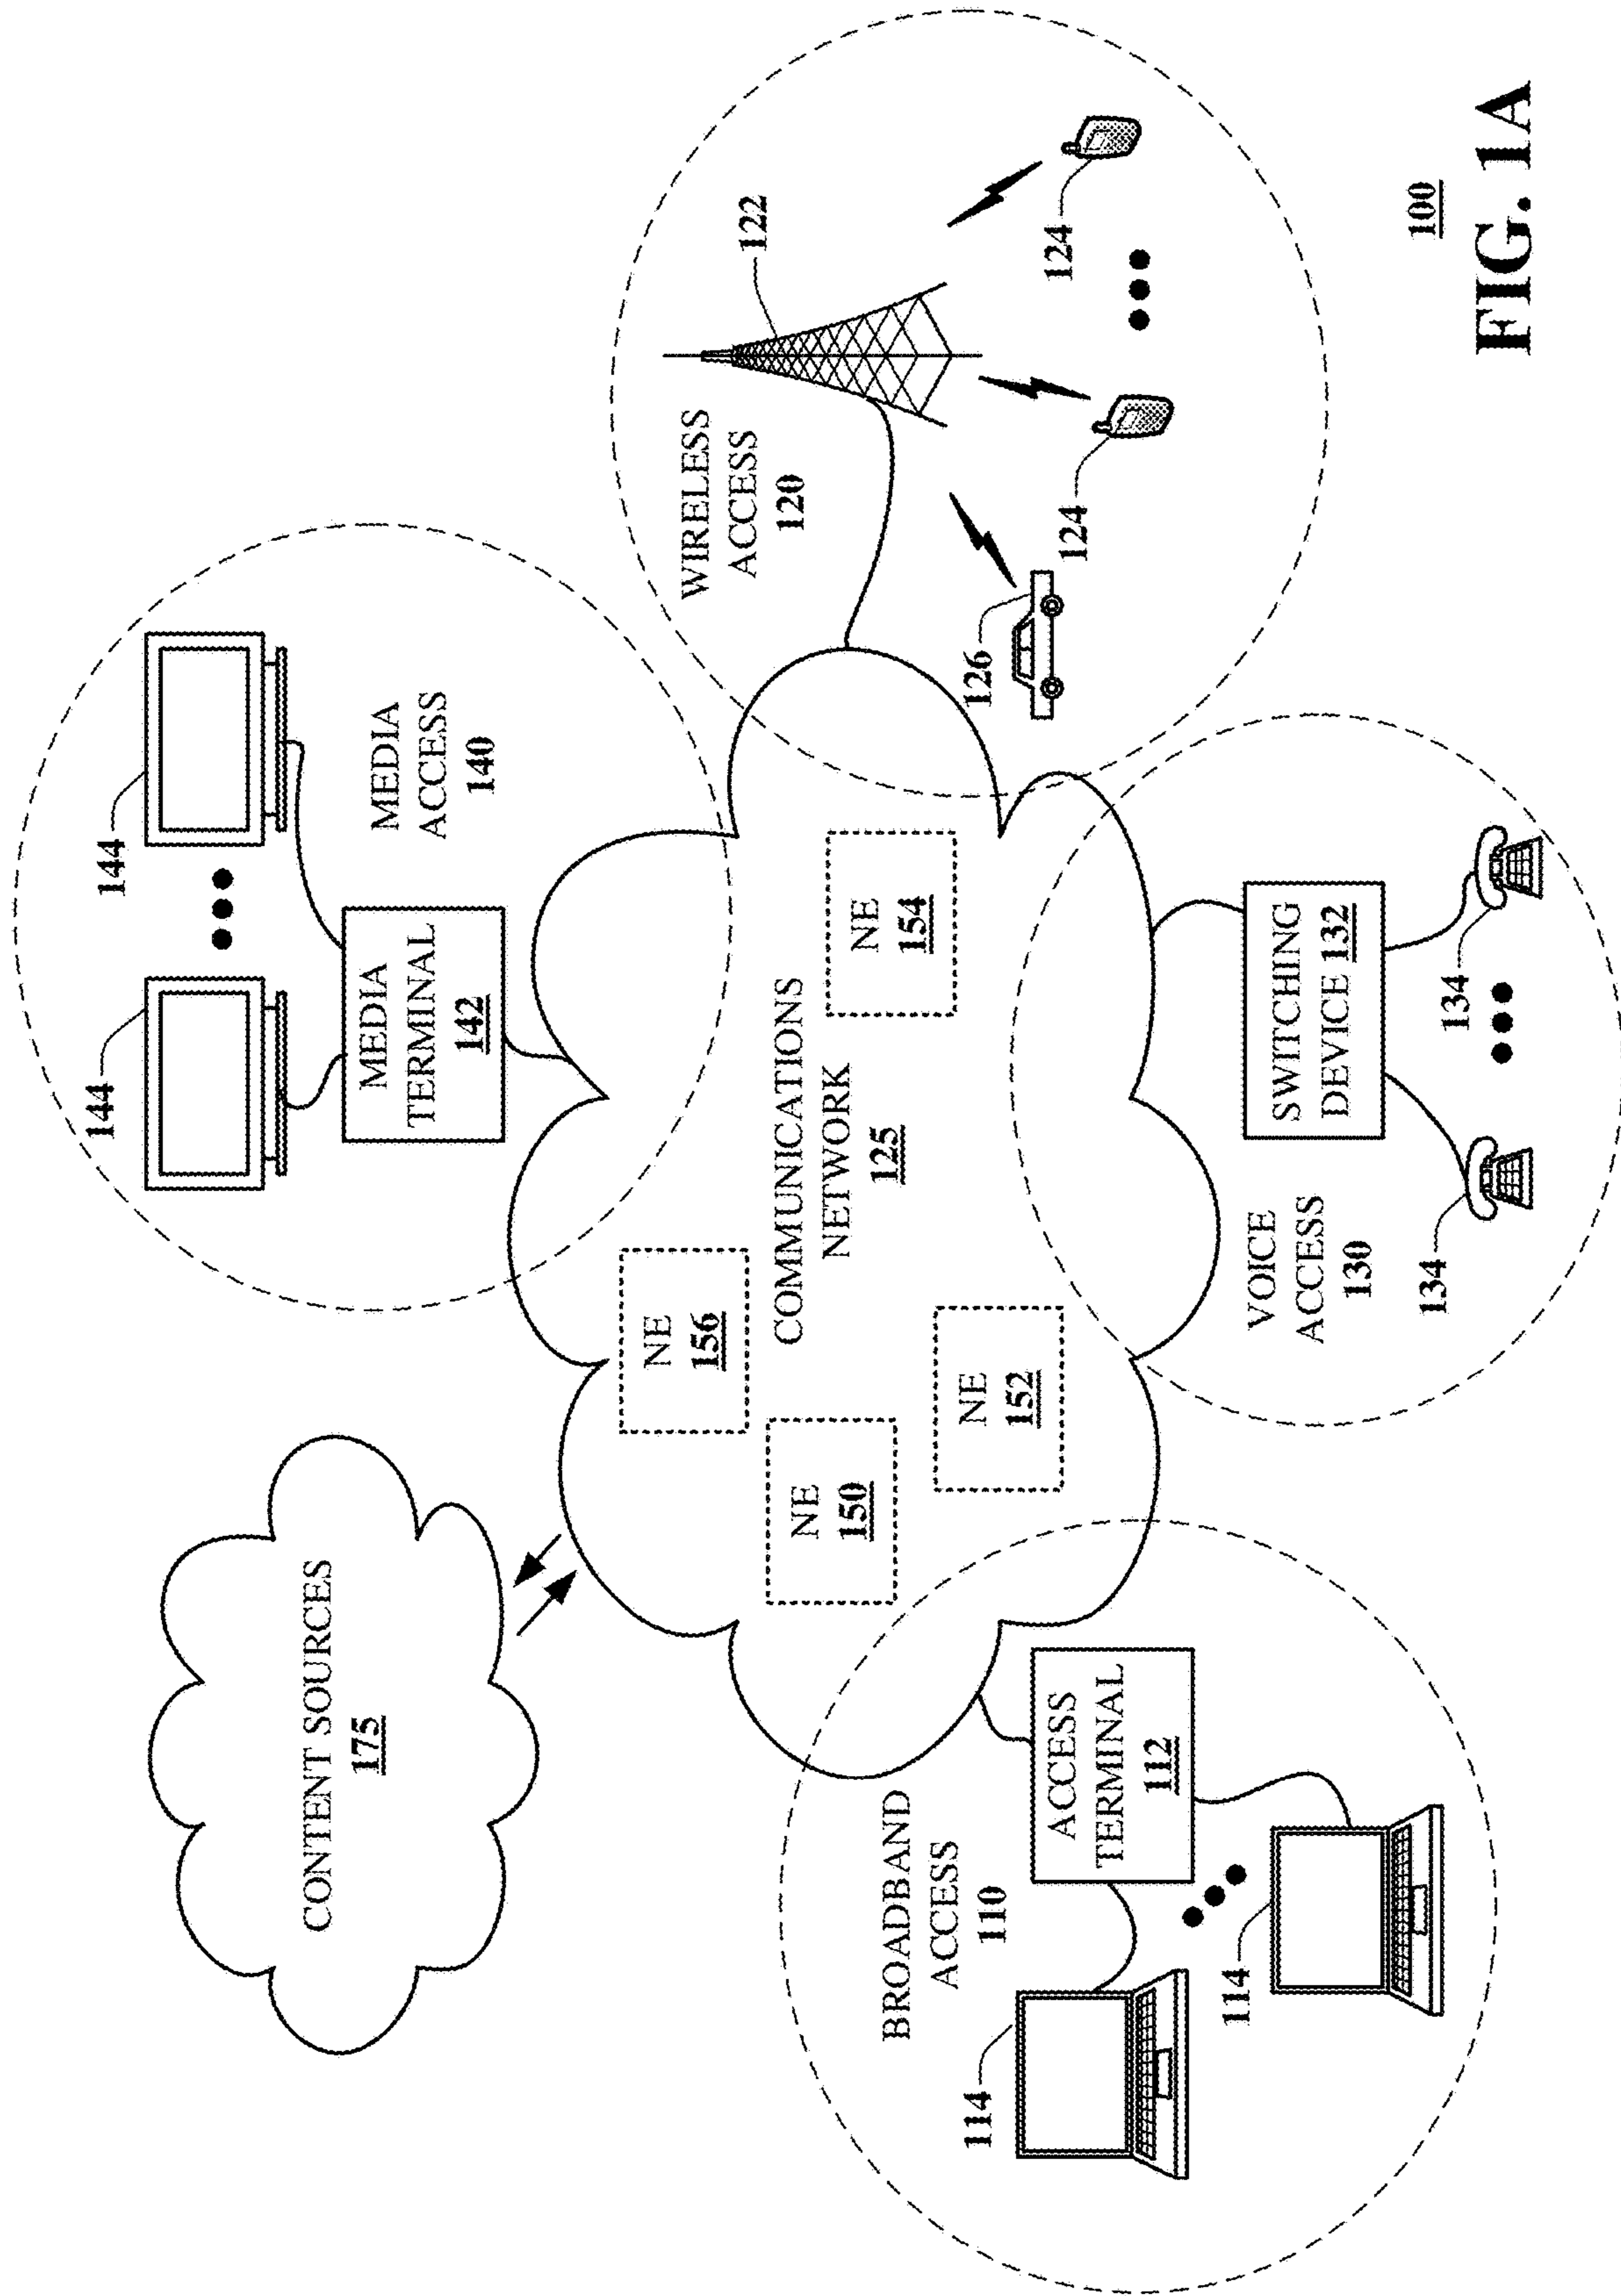 CONTENT SOURCES
175
144
144
MEDIA
TERMINAL
142
MEDIA
ACCESS
140
NE
156
NE
150
NE
152
COMMUNICATIONS
NETWORK
125
NE
154
WIRELESS
ACCESS
120
122
124
124
126
BROADBAND
ACCESS
110
ACCESS
TERMINAL
112
114
114
VOICE
ACCESS
130
SWITCHING
DEVICE 132
134
134
100
FIG. 1A